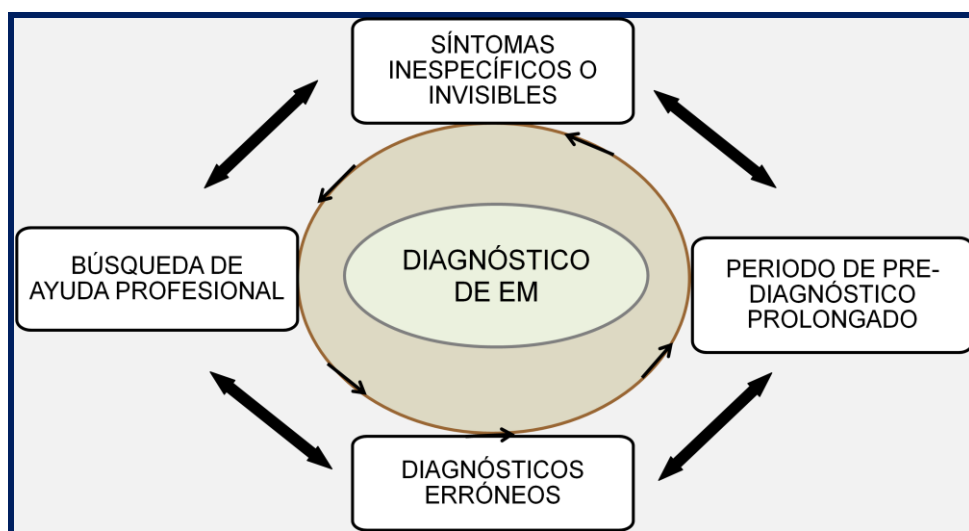 SÍNTOMAS
INESPECÍFICOS O
INVISIBLES
BÚSQUEDA DE
AYUDA PROFESIONAL
DIAGNÓSTICO
DE EM
PERIODO DE PRE-
DIAGNÓSTICO
PROLONGADO
DIAGNÓSTICOS
ERRÓNEOS